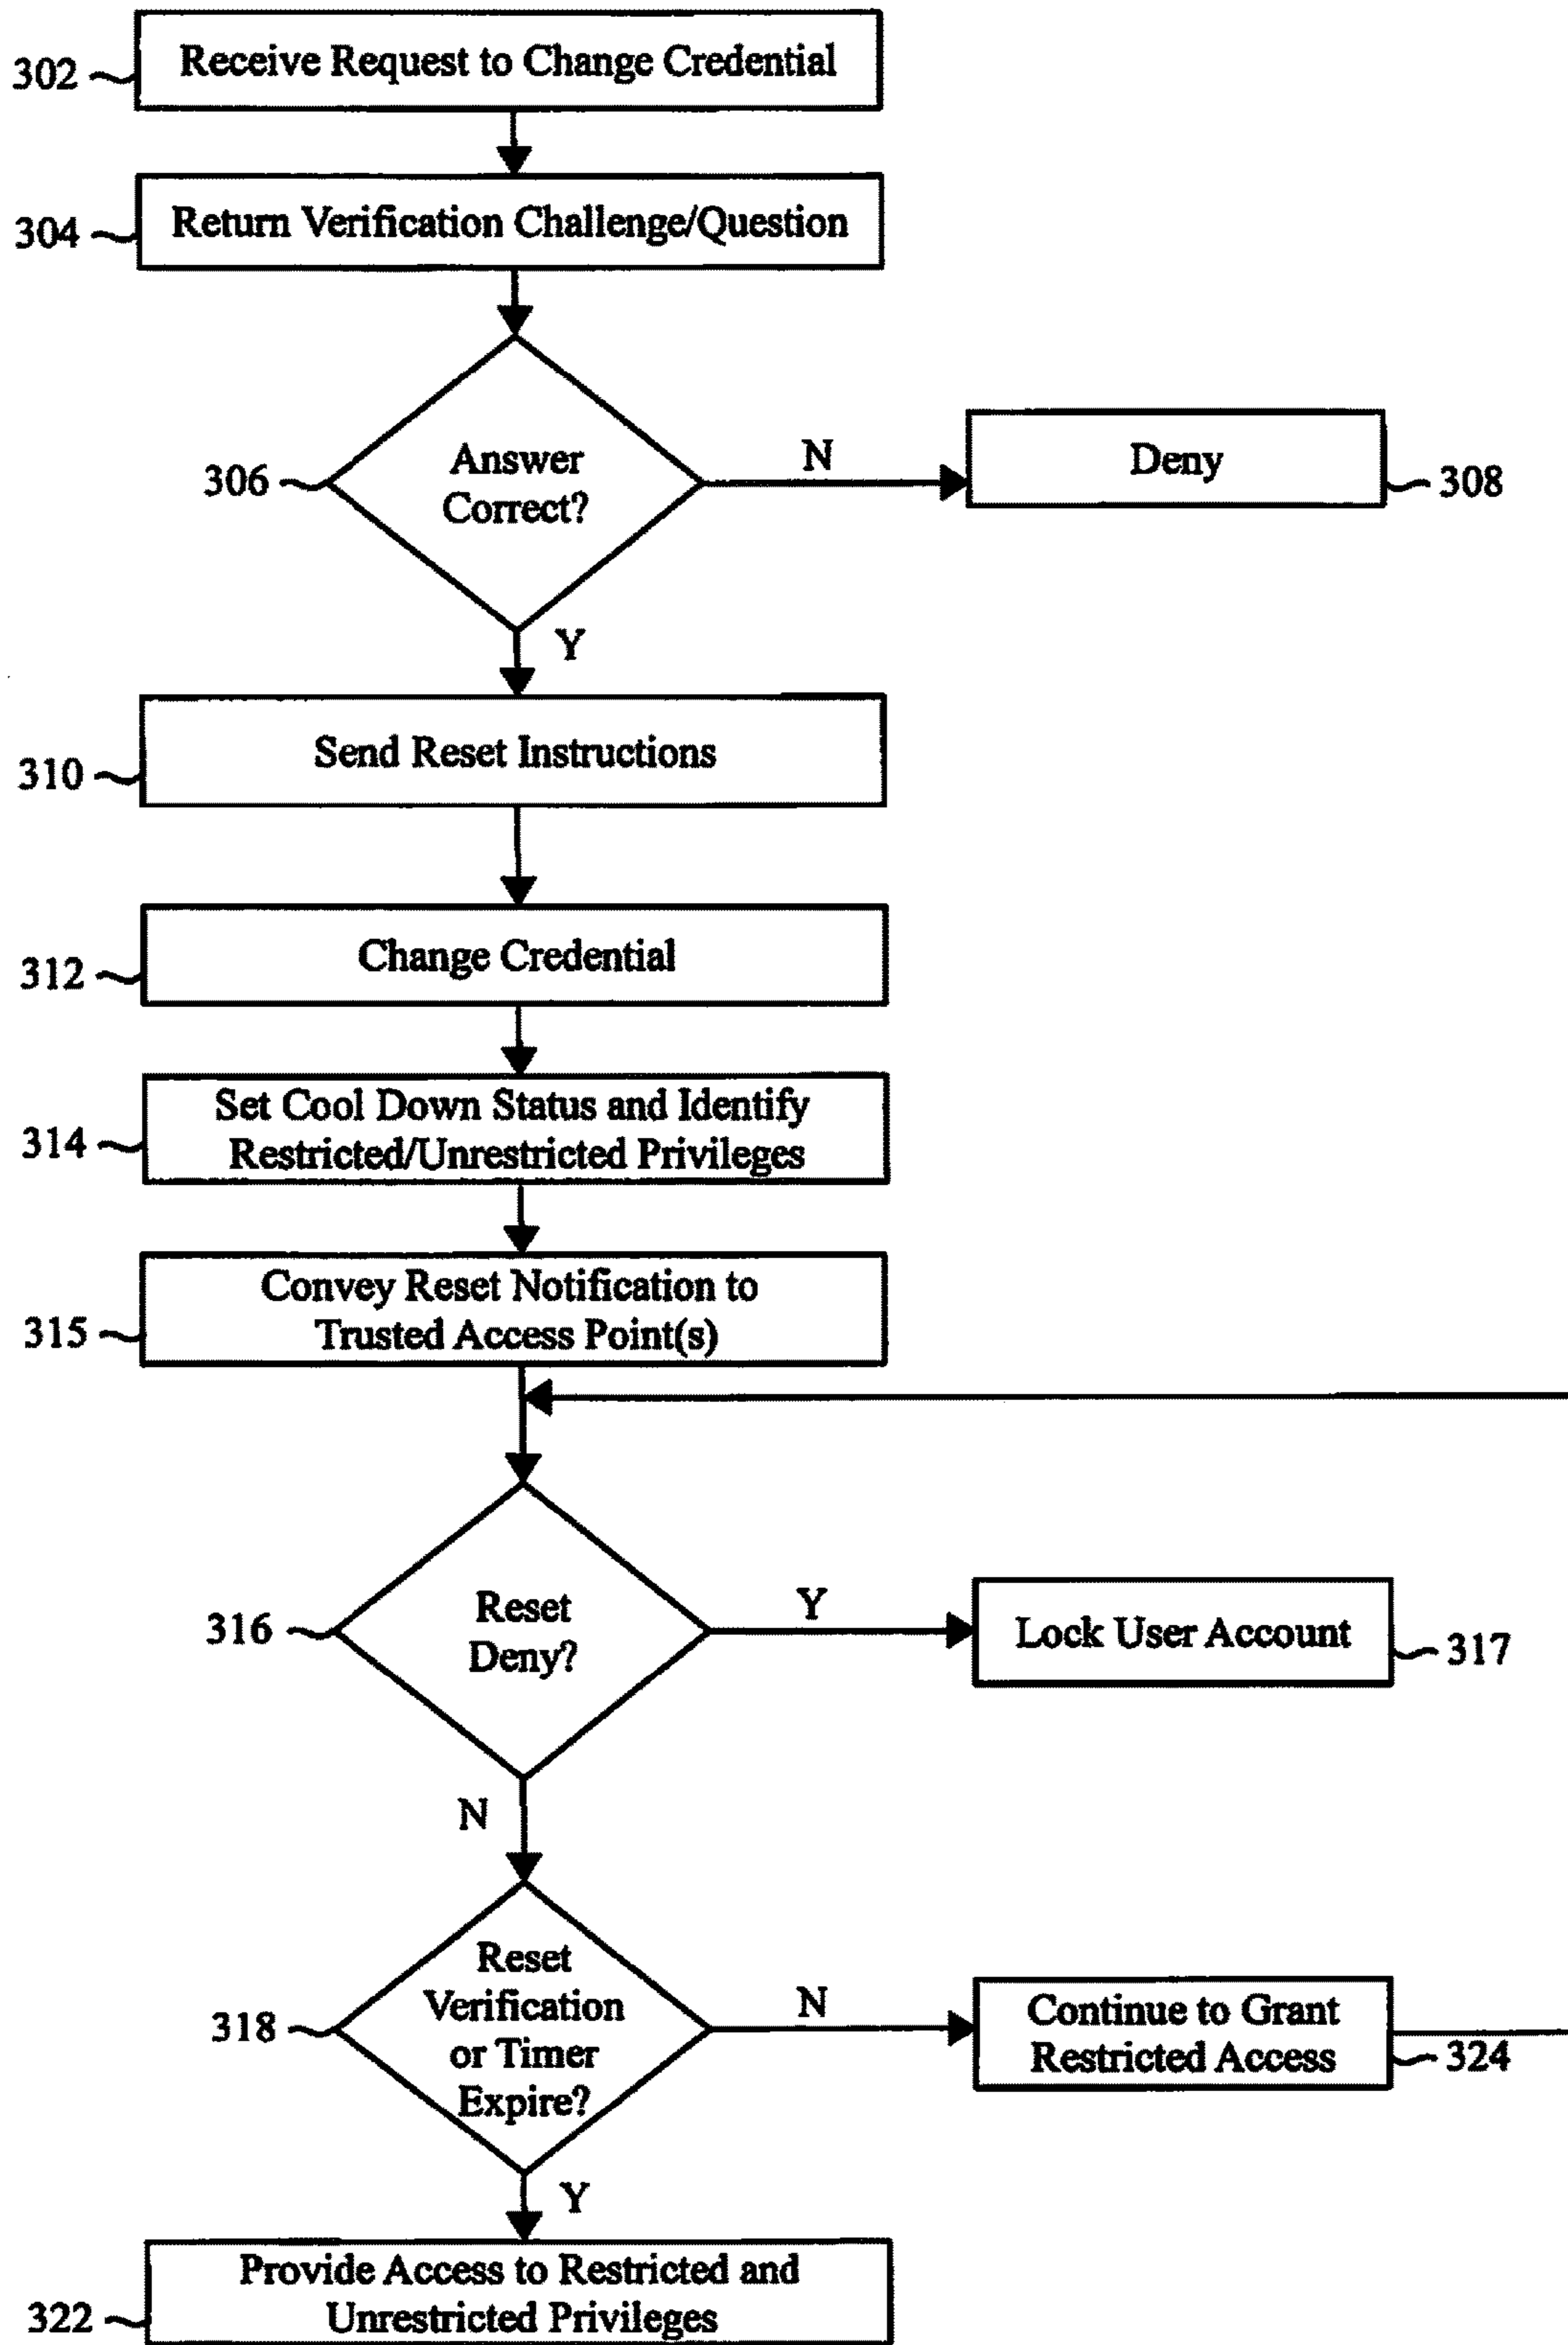 Receive Request to Change Credential
302
Return Verification Challenge/Question
304
Answer
Correct?
306
N
Deny
308
Y
Send Reset Instructions
310
Change Credential
312
Set Cool Down Status and Identify
Restricted/Unrestricted Privileges
314
Convey Reset Notification to
Trusted Access Point(s)
315
Reset
Deny?
316
Y
Lock User Account
317
N
Reset
Verification
or Timer
Expire?
318
N
Continue to Grant
Restricted Access
324
Y
Provide Access to Restricted and
Unrestricted Privileges
322